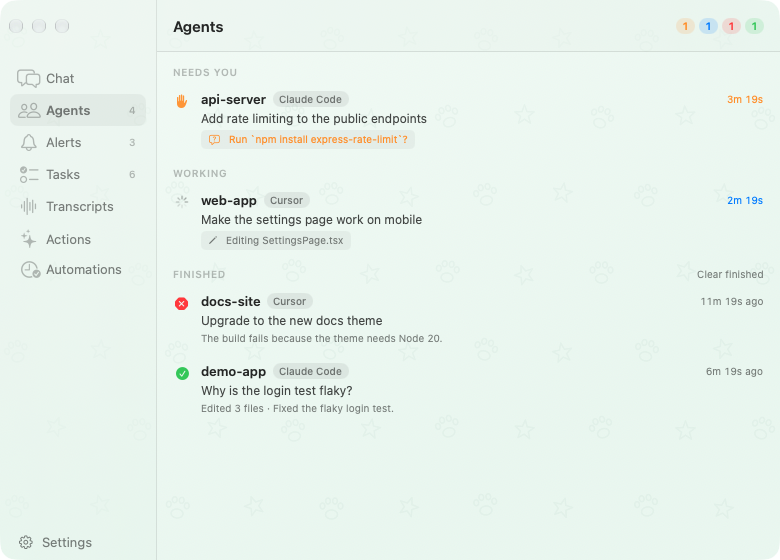 Agents
1 1 1 1
Chat
Agents 4
Alerts 3
Tasks 6
Transcripts
Actions
Automations
Settings
NEEDS YOU
api-server Claude Code 3m 19s
Add rate limiting to the public endpoints
Run `npm install express-rate-limit`?
WORKING
web-app Cursor 2m 19s
Make the settings page work on mobile
Editing SettingsPage.tsx
FINISHED Clear finished
docs-site Cursor 11m 19s ago
Upgrade to the new docs theme
The build fails because the theme needs Node 20.
demo-app Claude Code 6m 19s ago
Why is the login test flaky?
Edited 3 files · Fixed the flaky login test.